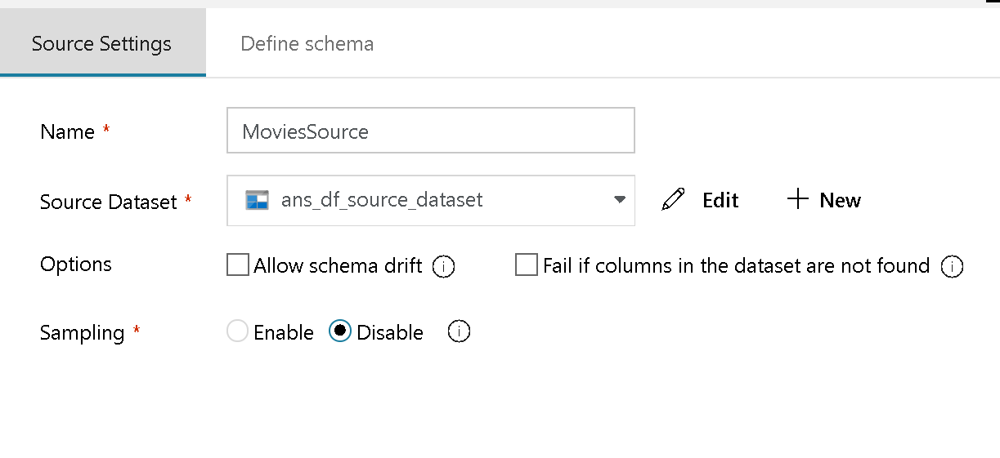 Source Settings Define schema
Name * MoviesSource
Source Dataset * ans_df_source_dataset Edit + New
Options Allow schema drift Fail if columns in the dataset are not found
Sampling * Enable Disable